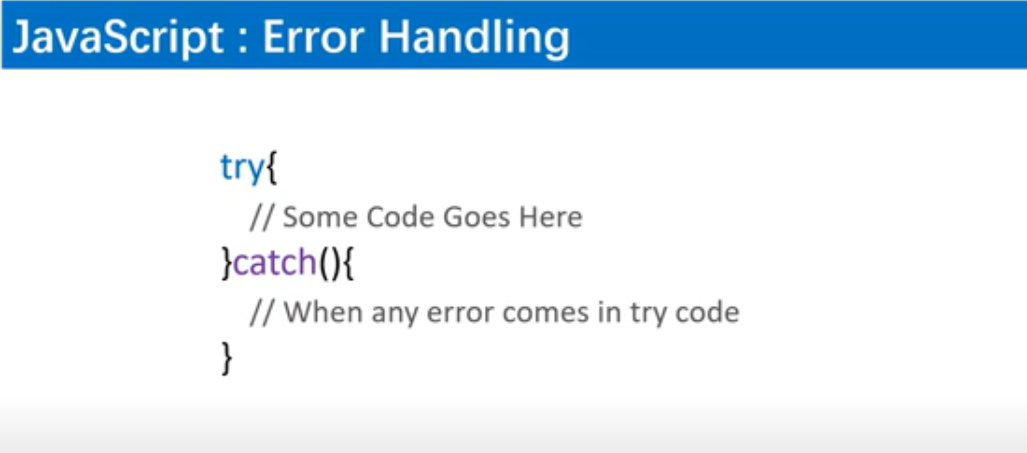 JavaScript : Error Handling
try{
// Some Code Goes Here
}catch(){
// When any error comes in try code
}